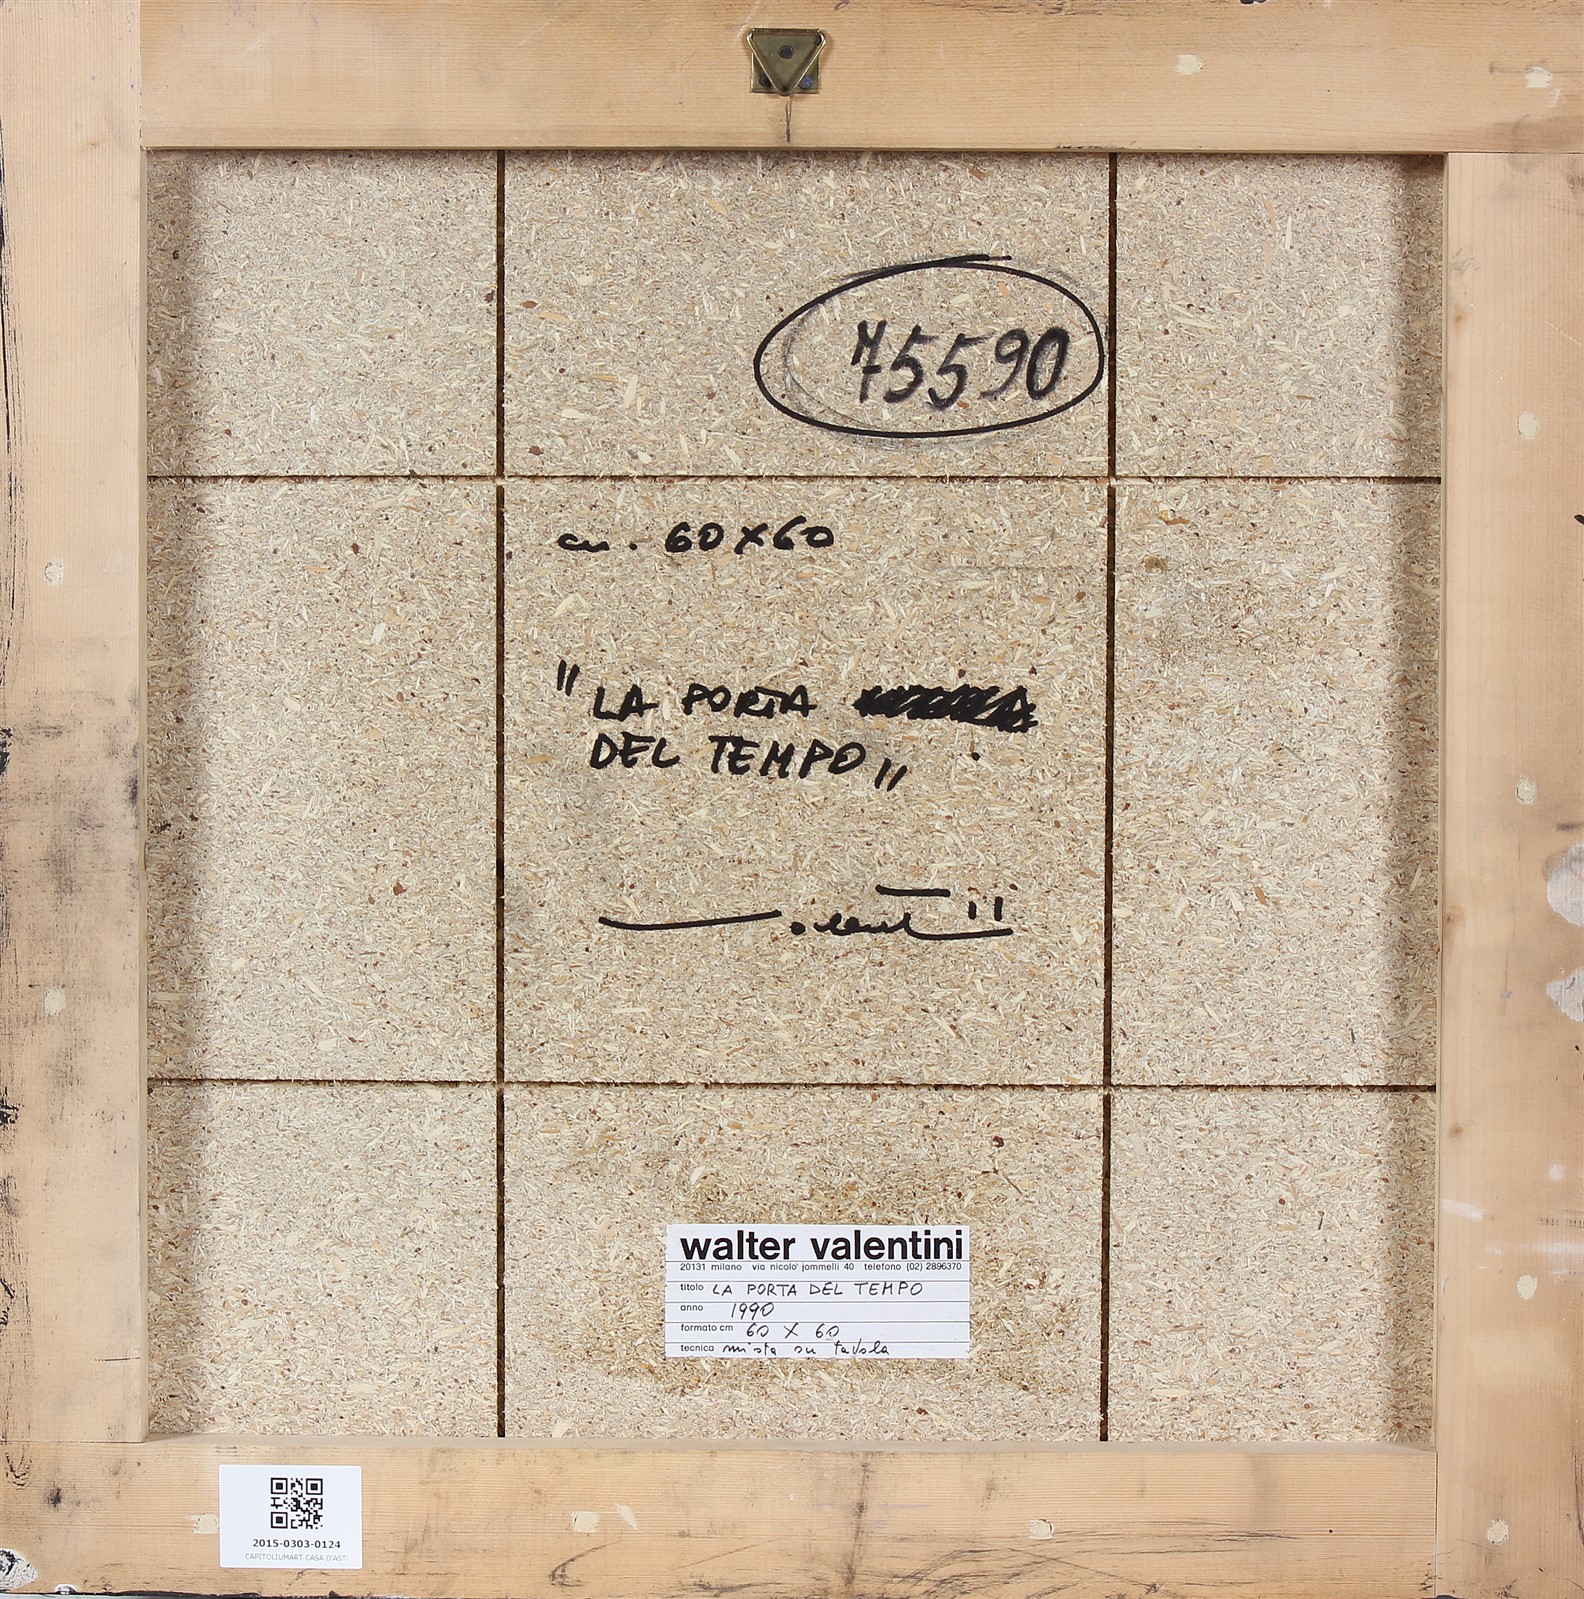 75590
cm. 60x60
"LA PORTA
DEL TEMPO"
Valentini
walter valentini
20131 milano via nicolo' jommelli 40 telefono (02) 2896370
titolo LA PORTA DEL TEMPO
anno 1990
formato cm 60 X 60
tecnica mista su tavola
2015-0303-0124
CAPITOLIUMART CASA D'AST